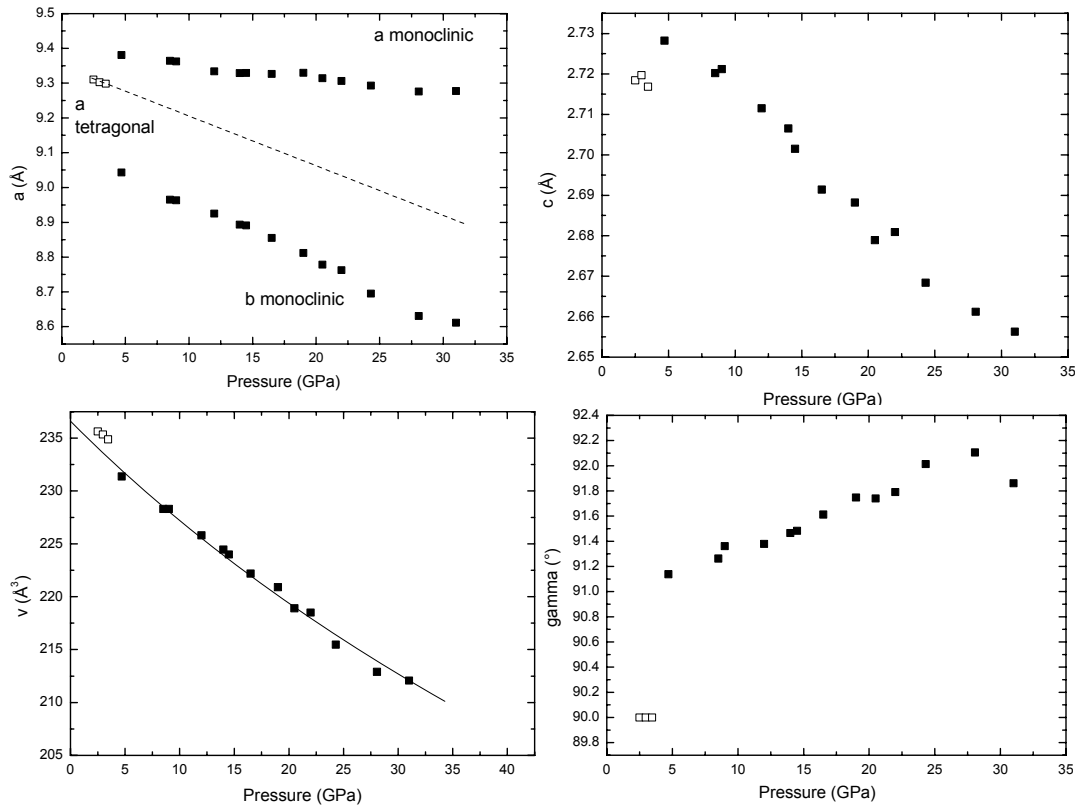 9.5
9.4
9.3
9.2
9.1
9.0
8.9
8.8
8.7
8.6
a (Å)
a monoclinic
a
tetragonal
b monoclinic
0 5 10 15 20 25 30 35
Pressure (GPa)
2.73
2.72
2.71
2.70
2.69
2.68
2.67
2.66
2.65
c (Å)
0 5 10 15 20 25 30 35
Pressure (GPa)
235
230
225
220
215
210
205
v (Å³)
0 5 10 15 20 25 30 35 40
Pressure (GPa)
92.4
92.2
92.0
91.8
91.6
91.4
91.2
91.0
90.8
90.6
90.4
90.2
90.0
89.8
gamma (°)
0 5 10 15 20 25 30 35
Pressure (GPa)